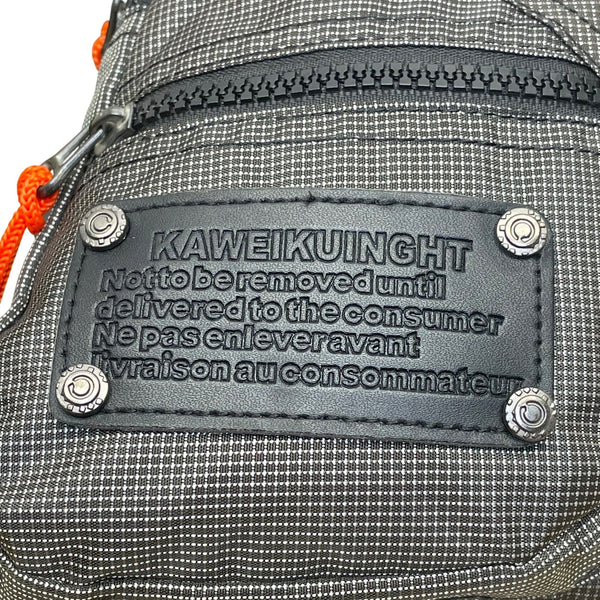 KAWEIKUINGHT
Not to be removed until
delivered to the consumer
Ne pas enlever avant
livraison au consommateur